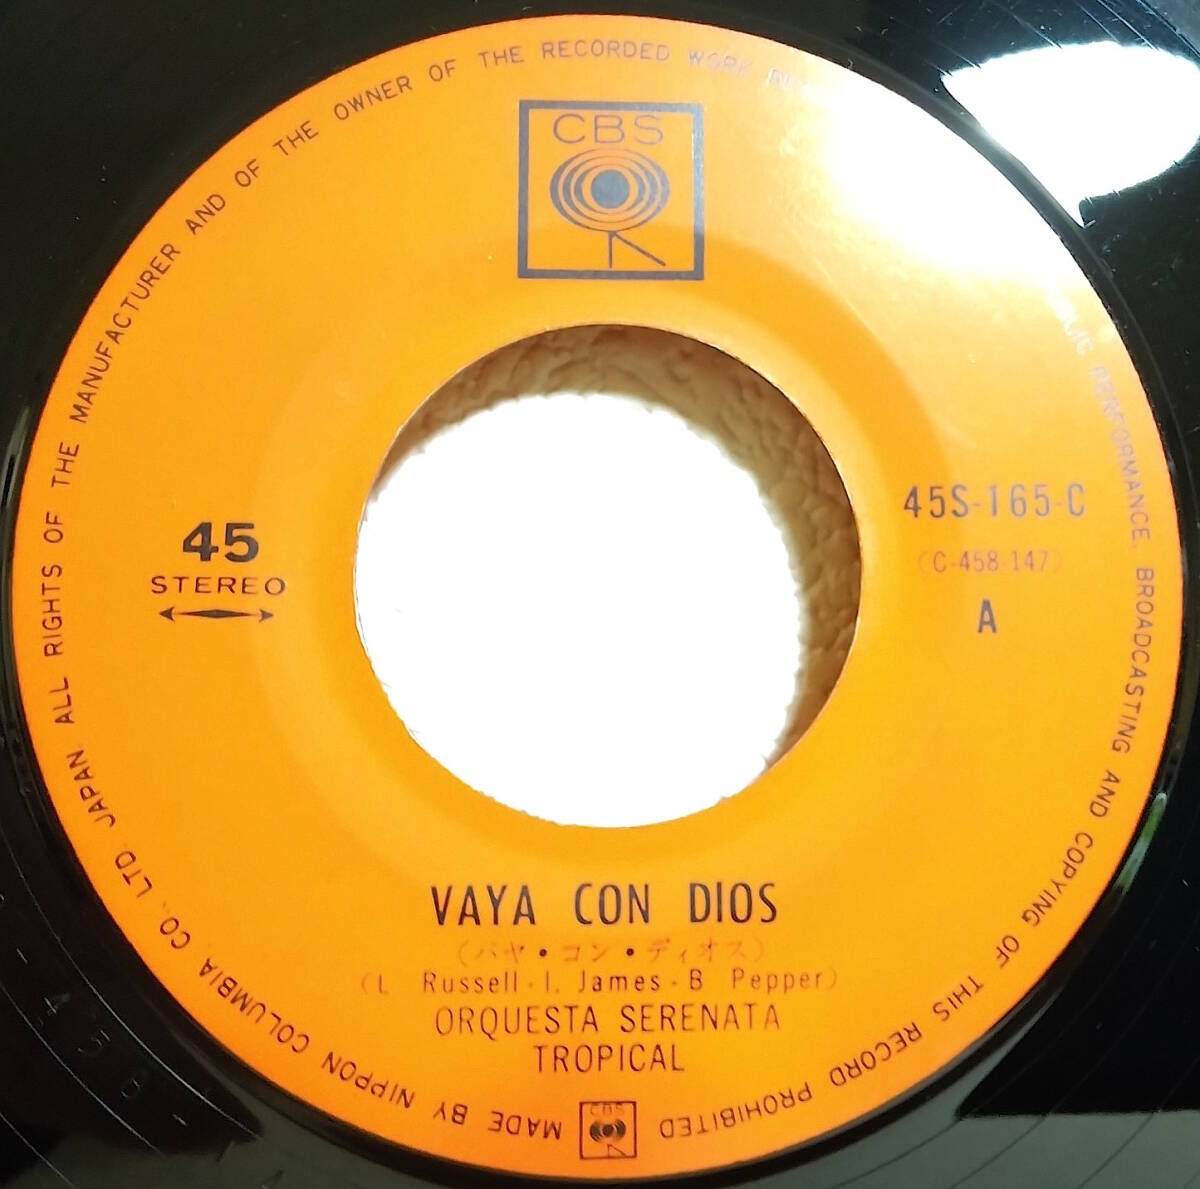 CBS
45
STEREO
45S-165-C
(C-458-147)
A
VAYA CON DIOS
(バヤ・コン・ディオス)
(L Russell・I. James・B Pepper)
ORQUESTA SERENATA
TROPICAL
MADE BY NIPPON COLUMBIA CO., LTD. JAPAN. ALL RIGHTS OF THE MANUFACTURER AND OF THE OWNER OF THE RECORDED WORK PERFORMANCE, BROADCASTING AND COPYING OF THIS RECORD PROHIBITED
CBS